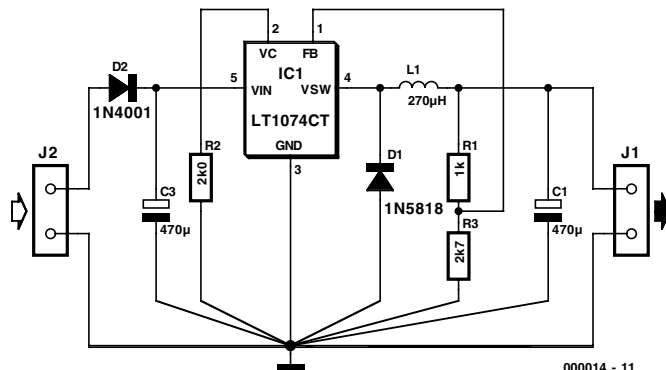 2
1
VC
FB
IC1
D2
5
VIN
VSW
4
L1
1N4001
270µH
LT1074CT
J2
R2
2k0
GND
3
D1
R1
1k
J1
C3
470µ
1N5818
R3
2k7
C1
470µ
000014 - 11